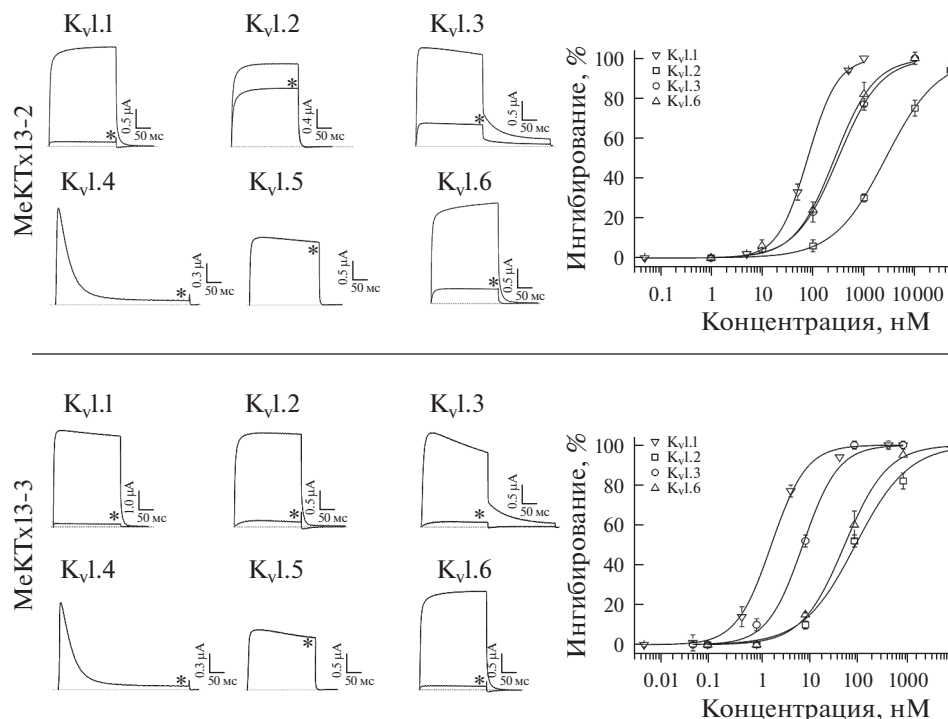 MeKTx13-2
Kv1.1
0.5 μA
50 мс
*
Kv1.2
0.4 μA
50 мс
*
Kv1.3
0.5 μA
50 мс
*
Kv1.4
0.3 μA
50 мс
*
Kv1.5
0.5 μA
50 мс
*
Kv1.6
0.5 μA
50 мс
*
Ингибирование, %
100
80
60
40
20
0
Kv1.1
Kv1.2
Kv1.3
Kv1.6
0.1 1 10 100 1000 10000
Концентрация, нМ
MeKTx13-3
Kv1.1
1.0 μA
50 мс
*
Kv1.2
0.5 μA
50 мс
*
Kv1.3
0.5 μA
50 мс
*
Kv1.4
0.3 μA
50 мс
*
Kv1.5
0.5 μA
50 мс
*
Kv1.6
0.5 μA
50 мс
*
Ингибирование, %
100
80
60
40
20
0
Kv1.1
Kv1.2
Kv1.3
Kv1.6
0.01 0.1 1 10 100 1000
Концентрация, нМ